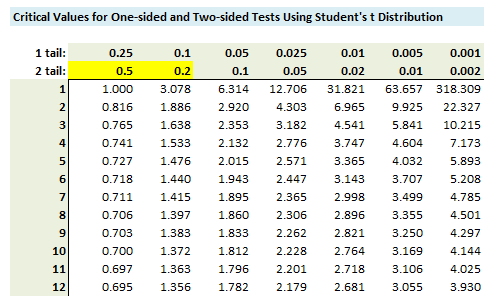 Critical Values for One-sided and Two-sided Tests Using Student's t Distribution
1 tail: 0.25 0.1 0.05 0.025 0.01 0.005 0.001
2 tail: 0.5 0.2 0.1 0.05 0.02 0.01 0.002
1 1.000 3.078 6.314 12.706 31.821 63.657 318.309
2 0.816 1.886 2.920 4.303 6.965 9.925 22.327
3 0.765 1.638 2.353 3.182 4.541 5.841 10.215
4 0.741 1.533 2.132 2.776 3.747 4.604 7.173
5 0.727 1.476 2.015 2.571 3.365 4.032 5.893
6 0.718 1.440 1.943 2.447 3.143 3.707 5.208
7 0.711 1.415 1.895 2.365 2.998 3.499 4.785
8 0.706 1.397 1.860 2.306 2.896 3.355 4.501
9 0.703 1.383 1.833 2.262 2.821 3.250 4.297
10 0.700 1.372 1.812 2.228 2.764 3.169 4.144
11 0.697 1.363 1.796 2.201 2.718 3.106 4.025
12 0.695 1.356 1.782 2.179 2.681 3.055 3.930